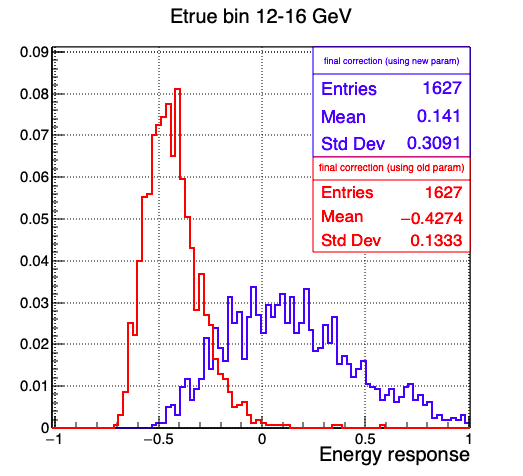 Etrue bin 12-16 GeV
0.09
0.08
0.07
0.06
0.05
0.04
0.03
0.02
0.01
0
final correction (using new param)
Entries 1627
Mean 0.141
Std Dev 0.3091
final correction (using old param)
Entries 1627
Mean −0.4274
Std Dev 0.1333
−1 −0.5 0 0.5 1
Energy response